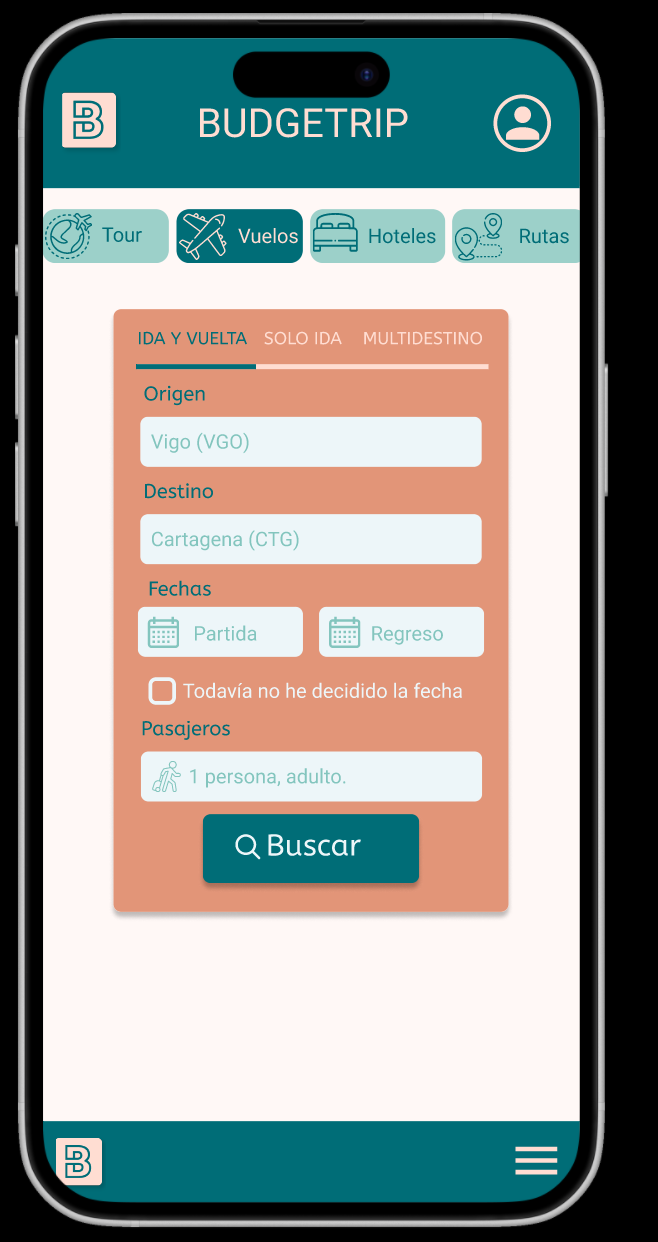 B
BUDGETRIP
Tour
Vuelos
Hoteles
Rutas
IDA Y VUELTA SOLO IDA MULTIDESTINO
Origen
Vigo (VGO)
Destino
Cartagena (CTG)
Fechas
Partida
Regreso
Todavía no he decidido la fecha
Pasajeros
1 persona, adulto.
Buscar
B